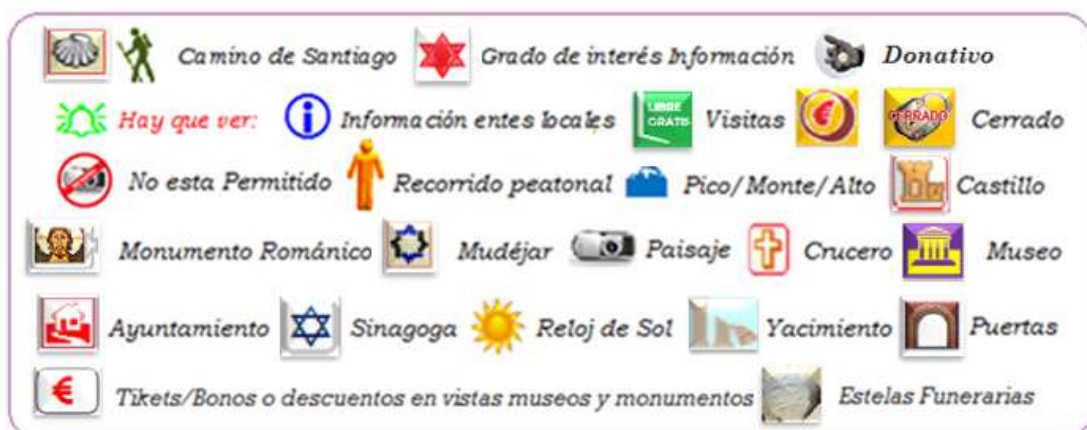 Camino de Santiago Grado de interés Información Donativo
Hay que ver: i Información entes locales LIBRE GRATIS Visitas € CERRADO Cerrado
No esta Permitido Recorrido peatonal Pico/Monte/Alto Castillo
Monumento Románico Mudéjar Paisaje Crucero Museo
Ayuntamiento Sinagoga Reloj de Sol Yacimiento Puertas
€ Tikets/Bonos o descuentos en vistas museos y monumentos Estelas Funerarias